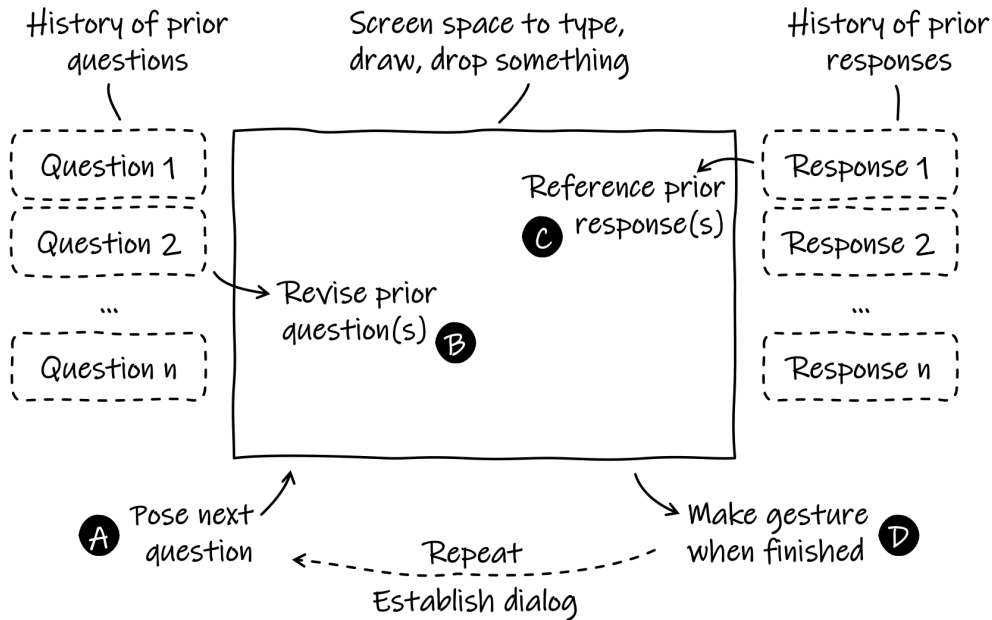 History of prior
questions
Screen space to type,
draw, drop something
History of prior
responses
Question 1
Question 2
...
Question n
Reference prior
response(s)
C
Revise prior
question(s)
B
Response 1
Response 2
...
Response n
A
Pose next
question
Make gesture
when finished
D
Repeat
Establish dialog